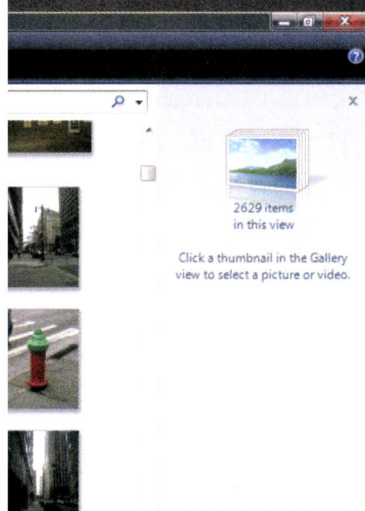 2629 items
in this view
Click a thumbnail in the Gallery
view to select a picture or video.